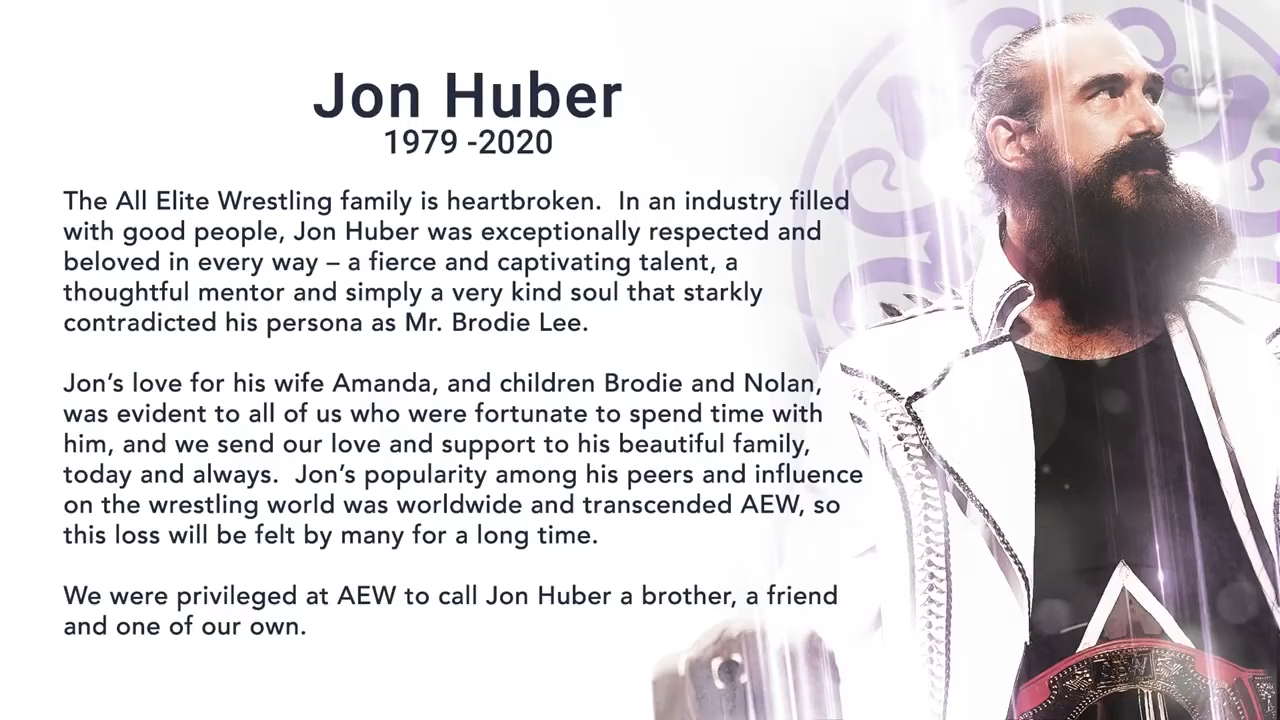 Jon Huber
1979 -2020
The All Elite Wrestling family is heartbroken.  In an industry filled
with good people, Jon Huber was exceptionally respected and
beloved in every way – a fierce and captivating talent, a
thoughtful mentor and simply a very kind soul that starkly
contradicted his persona as Mr. Brodie Lee.
Jon’s love for his wife Amanda, and children Brodie and Nolan,
was evident to all of us who were fortunate to spend time with
him, and we send our love and support to his beautiful family,
today and always.  Jon’s popularity among his peers and influence
on the wrestling world was worldwide and transcended AEW, so
this loss will be felt by many for a long time.
We were privileged at AEW to call Jon Huber a brother, a friend
and one of our own.